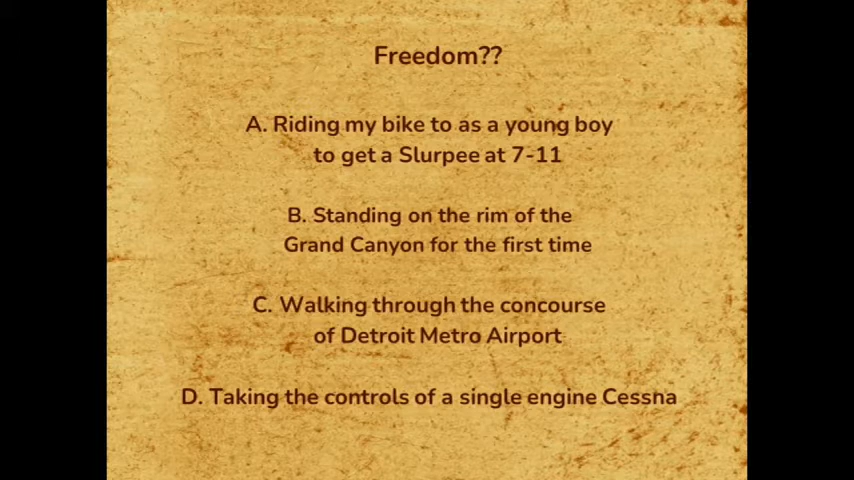 Freedom??
A. Riding my bike to as a young boy
to get a Slurpee at 7-11
B. Standing on the rim of the
Grand Canyon for the first time
C. Walking through the concourse
of Detroit Metro Airport
D. Taking the controls of a single engine Cessna